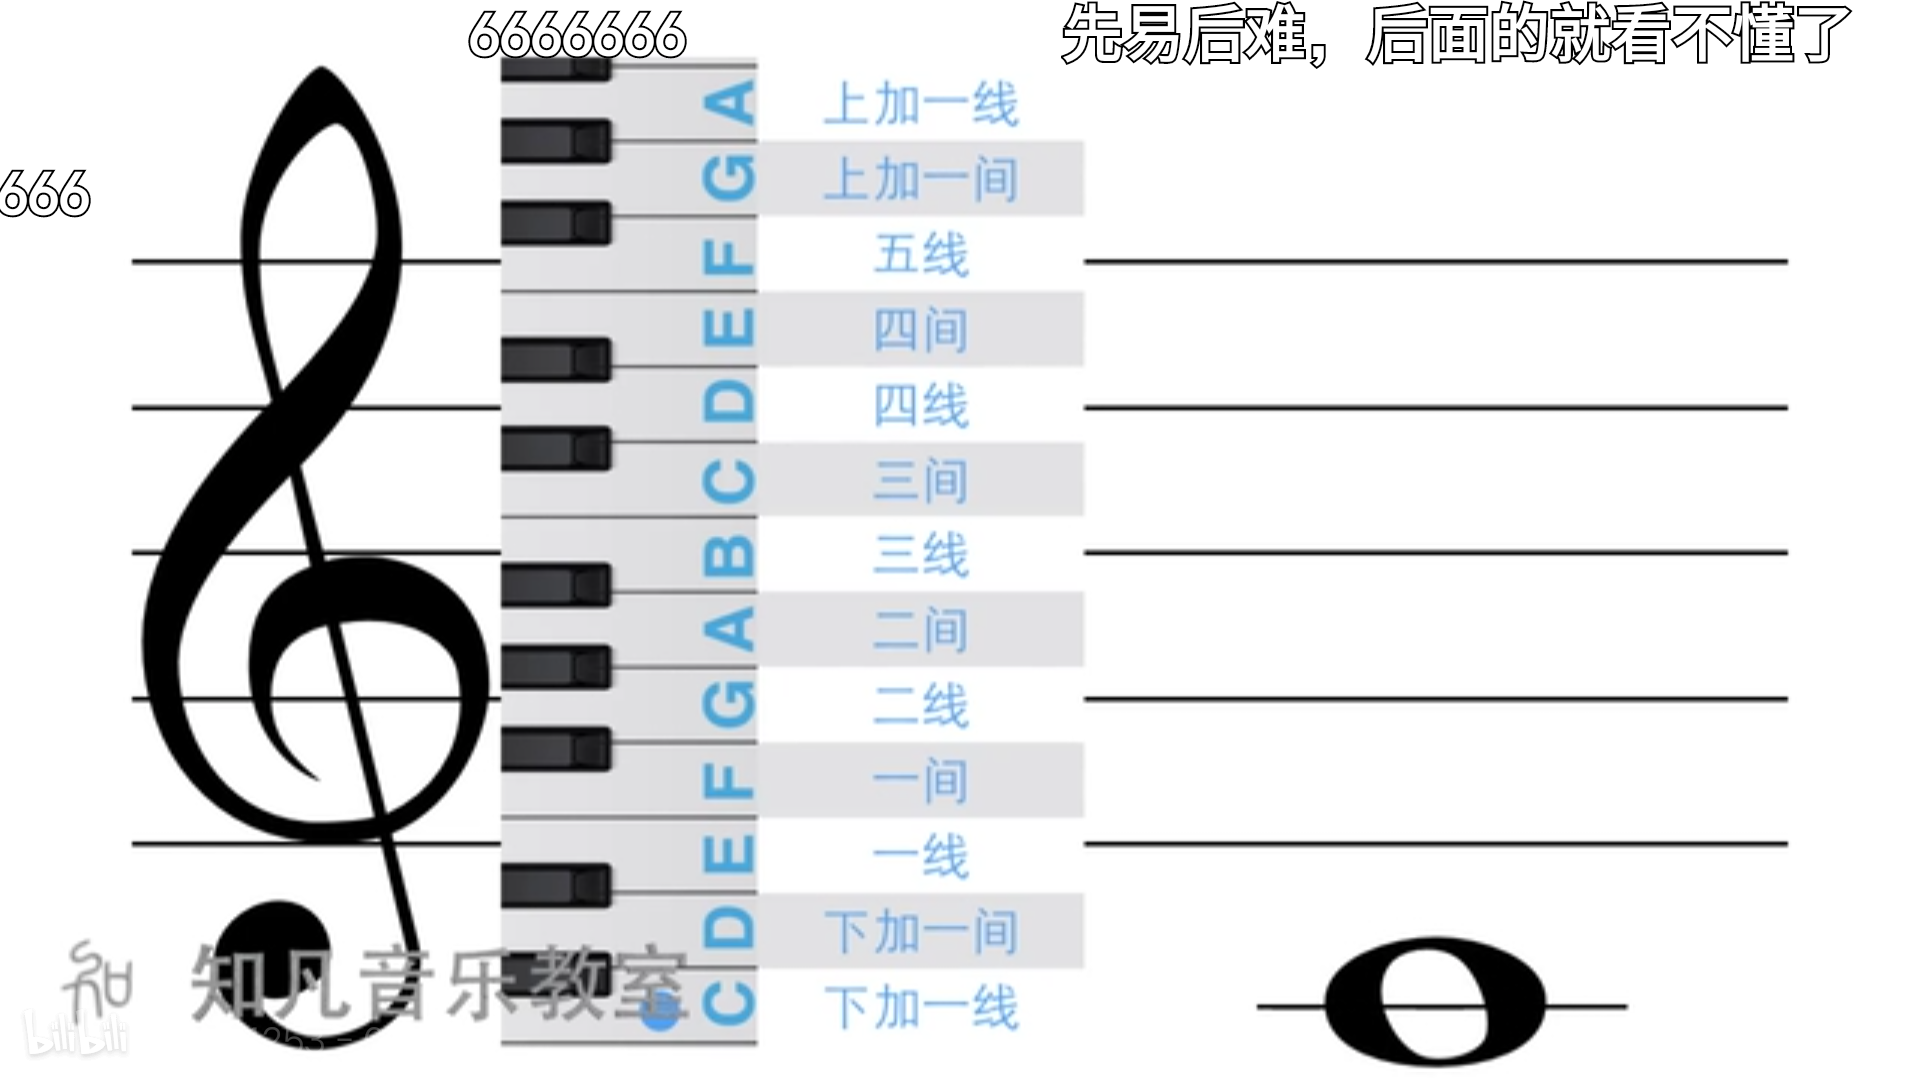 6666666
先易后难，后面的就看不懂了
A 上加一线
666
G 上加一间
F 五线
E 四间
D 四线
C 三间
B 三线
A 二间
G 二线
F 一间
E 一线
D 下加一间
知凡音乐教室
C 下加一线
bilibili